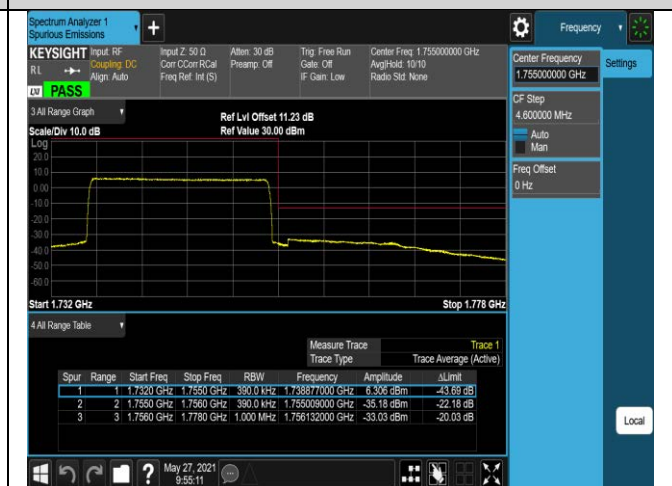 Spectrum Analyzer 1
Spurious Emissions
Frequency
KEYSIGHT
Input: RF
Coupling: DC
Align: Auto
Input Z: 50 Ω
Corr CCorr RCal
Freq Ref: Int (S)
Atten: 30 dB
Preamp: Off
Trig: Free Run
Gate: Off
IF Gain: Low
Center Freq: 1.755000000 GHz
Avg|Hold: 10/10
Radio Std: None
RL
LXI
PASS
Center Frequency
1.755000000 GHz
Settings
CF Step
4.600000 MHz
Auto
Man
Freq Offset
0 Hz
3 All Range Graph
Ref Lvl Offset 11.23 dB
Scale/Div 10.0 dB
Ref Value 30.00 dBm
Log
20.0
10.0
0.00
-10.0
-20.0
-30.0
-40.0
-50.0
-60.0
Start 1.732 GHz
Stop 1.778 GHz
4 All Range Table
Measure Trace Trace 1
Trace Type Trace Average (Active)
Spur Range Start Freq Stop Freq RBW Frequency Amplitude ΔLimit
1 1 1.7320 GHz 1.7550 GHz 390.0 kHz 1.738877000 GHz 6.306 dBm -43.69 dB
2 2 1.7550 GHz 1.7560 GHz 390.0 kHz 1.755009000 GHz -35.18 dBm -22.18 dB
3 3 1.7560 GHz 1.7780 GHz 1.000 MHz 1.756132000 GHz -33.03 dBm -20.03 dB
Local
May 27, 2021
9:55:11